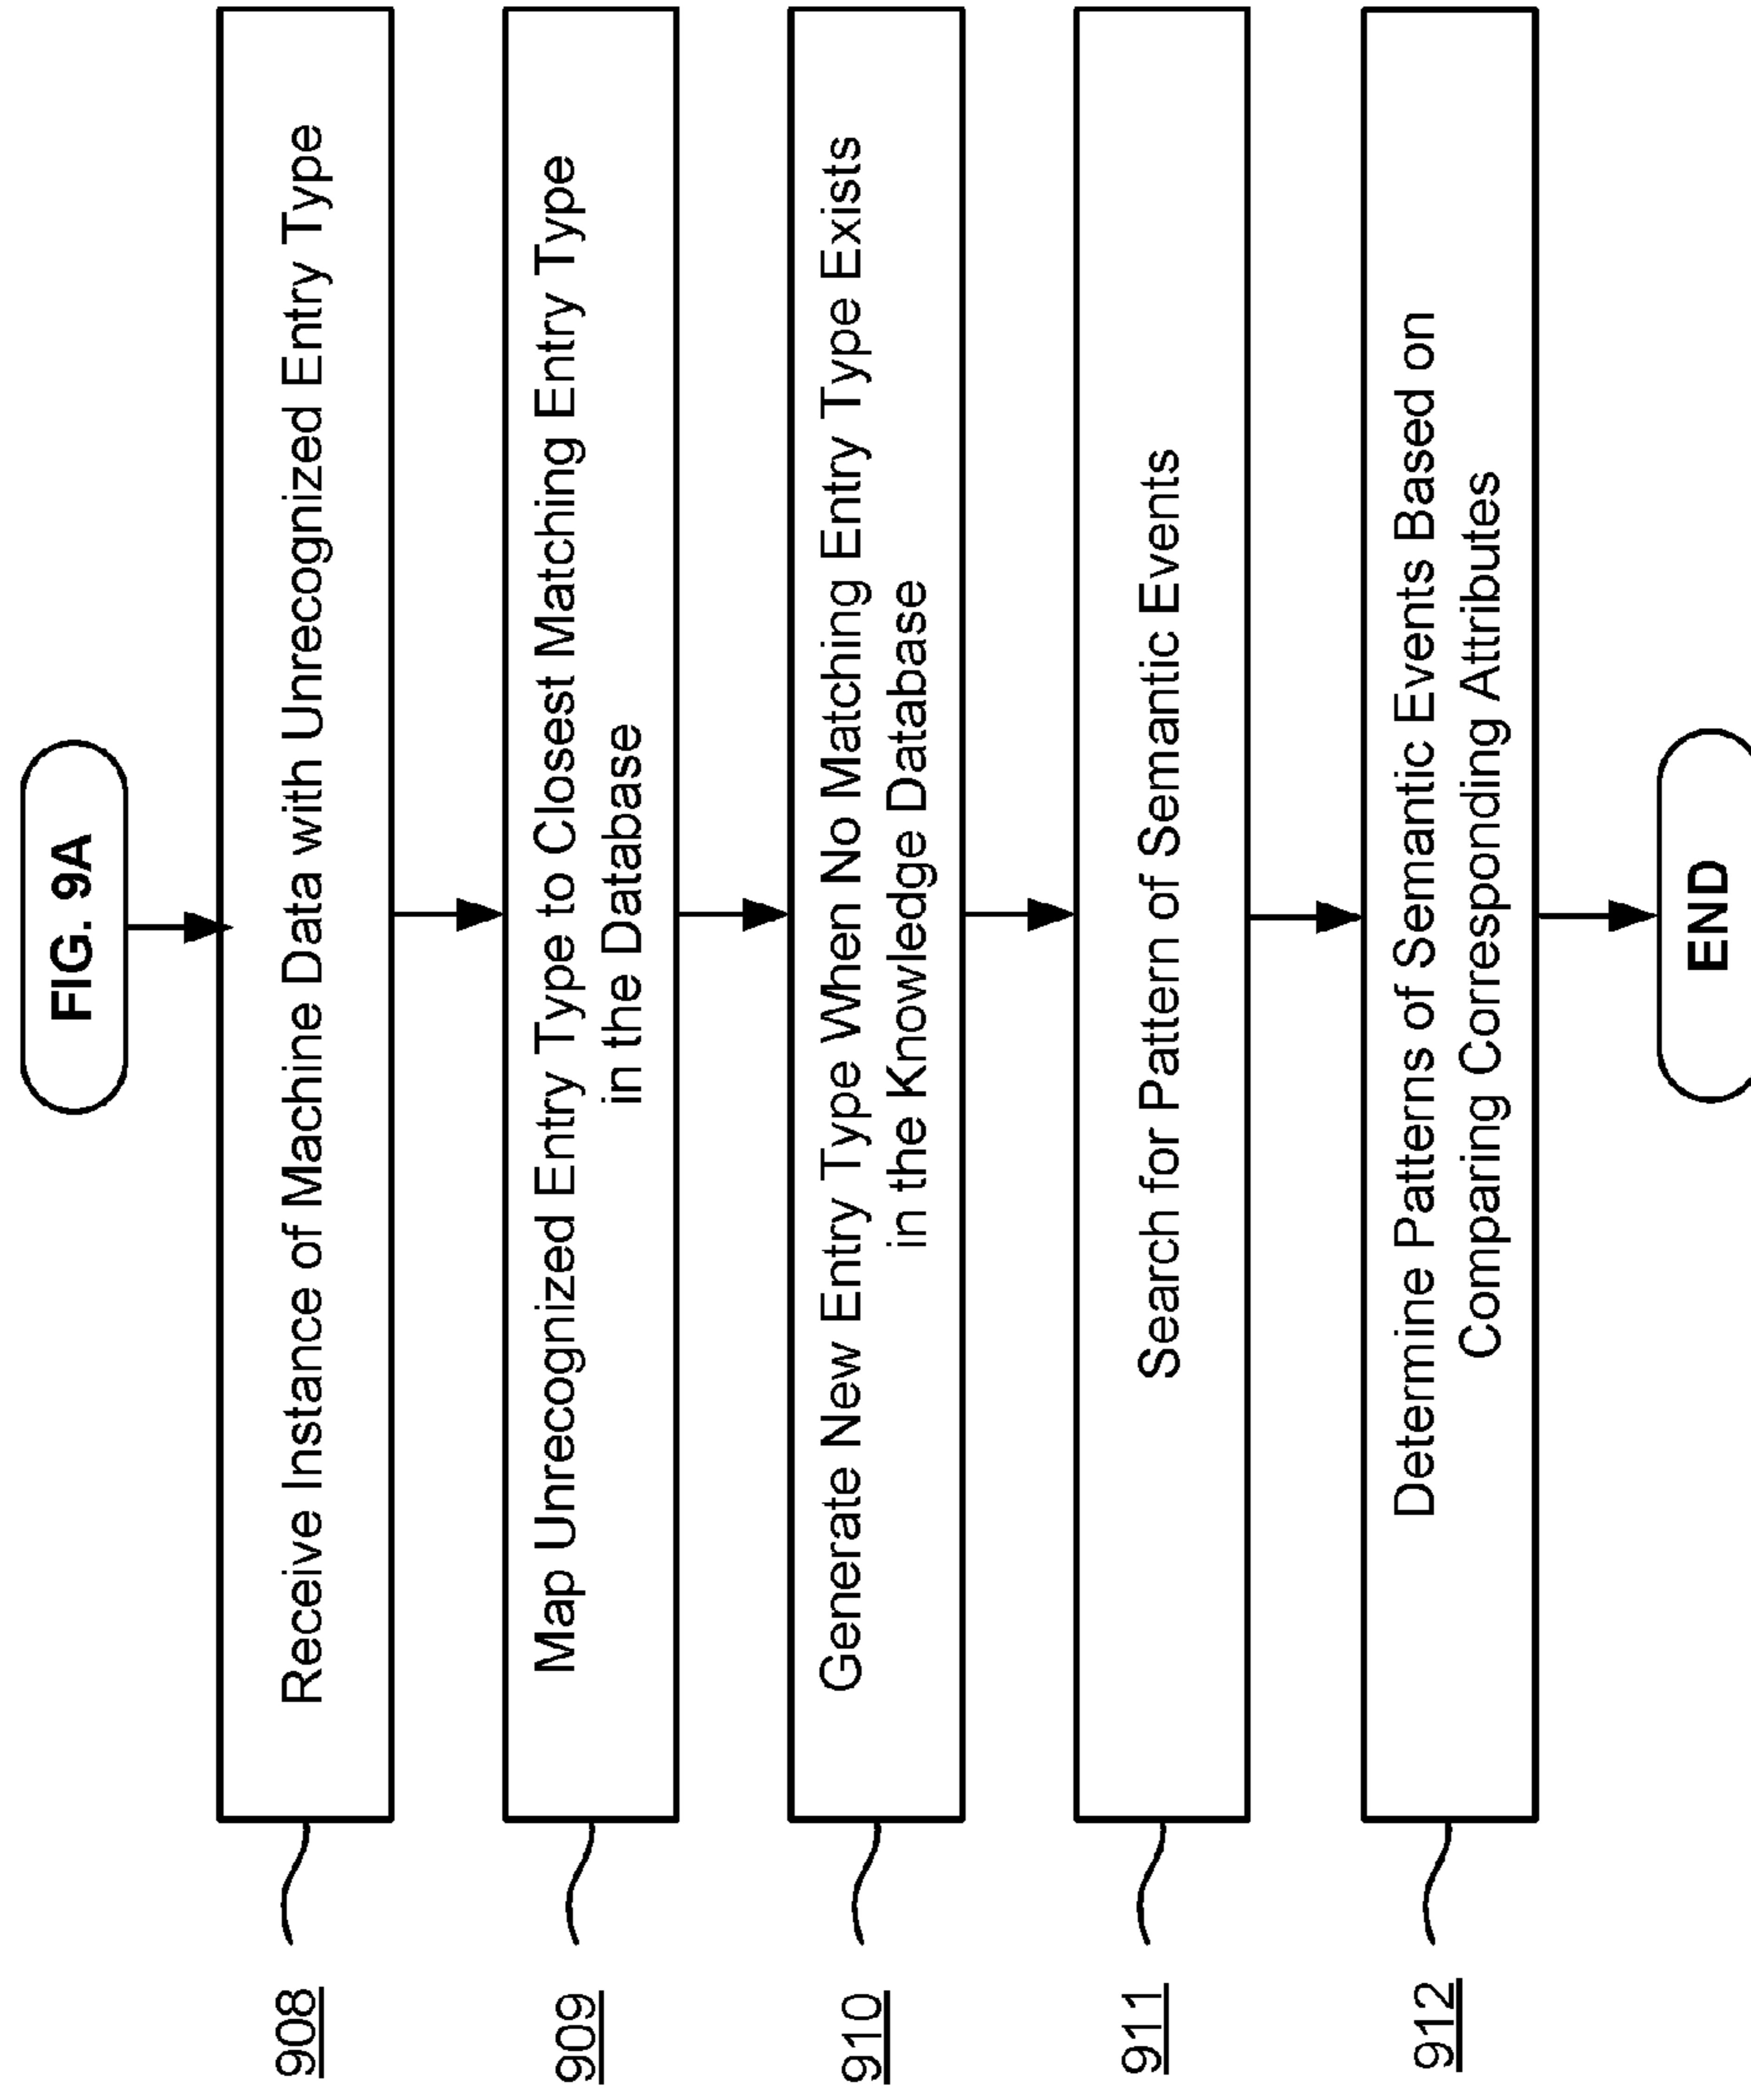 FIG. 9A
908
Receive Instance of Machine Data with Unrecognized Entry Type
909
Map Unrecognized Entry Type to Closest Matching Entry Type
in the Database
910
Generate New Entry Type When No Matching Entry Type Exists
in the Knowledge Database
911
Search for Pattern of Semantic Events
912
Determine Patterns of Semantic Events Based on
Comparing Corresponding Attributes
END